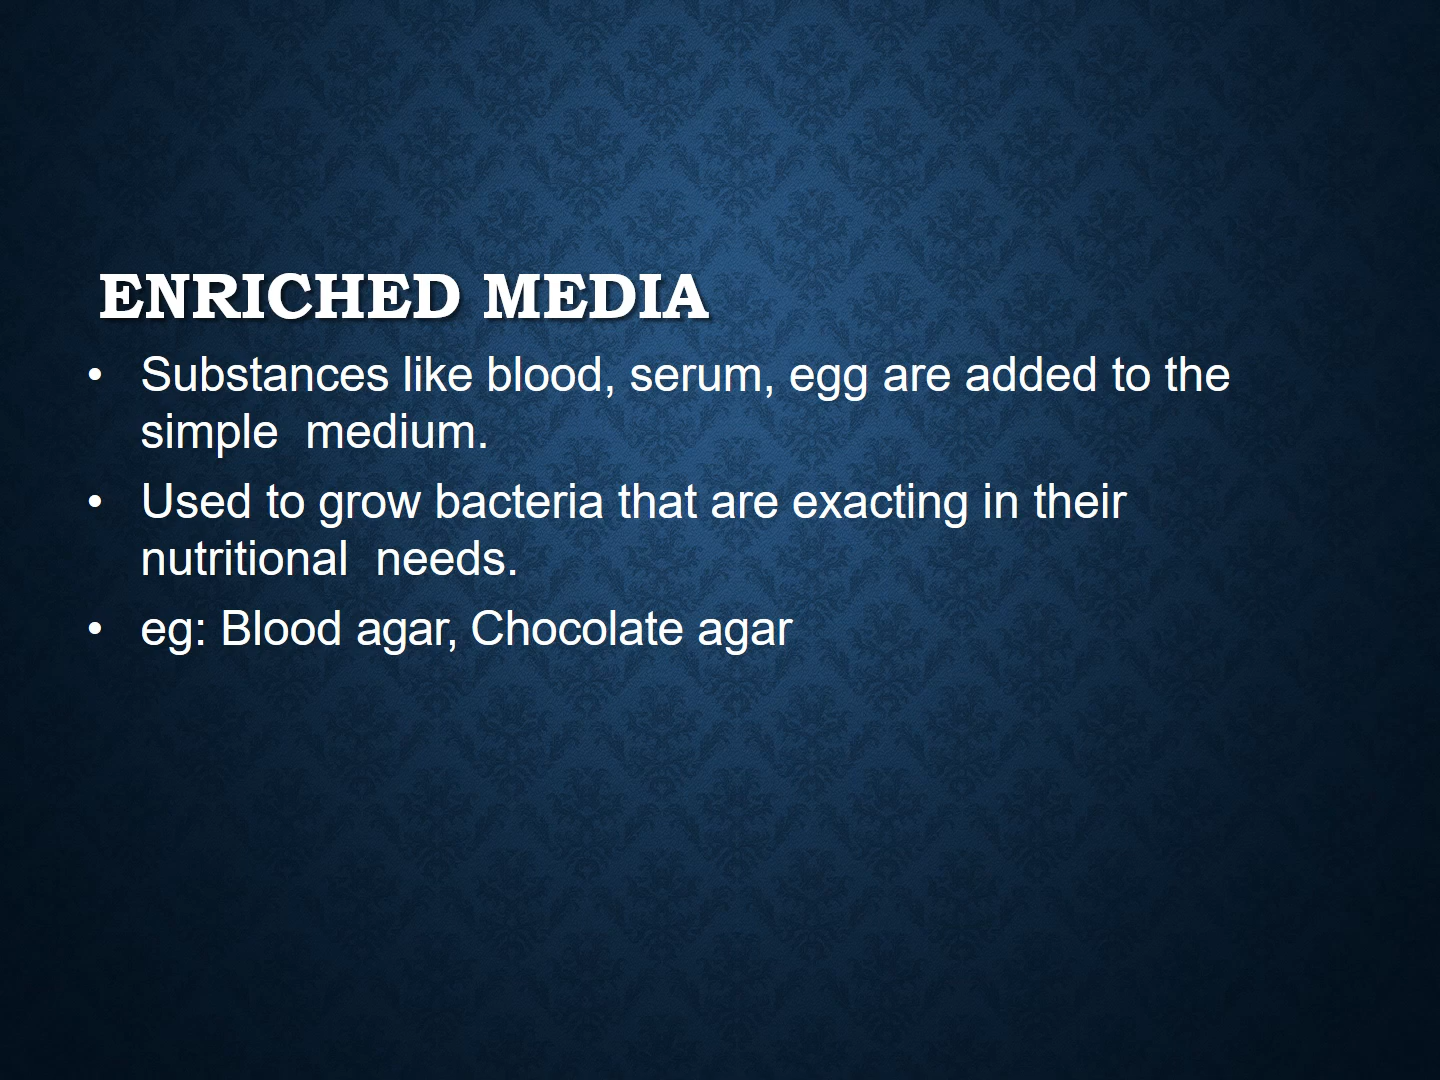 ENRICHED MEDIA
• Substances like blood, serum, egg are added to the
simple  medium.
• Used to grow bacteria that are exacting in their
nutritional  needs.
• eg: Blood agar, Chocolate agar